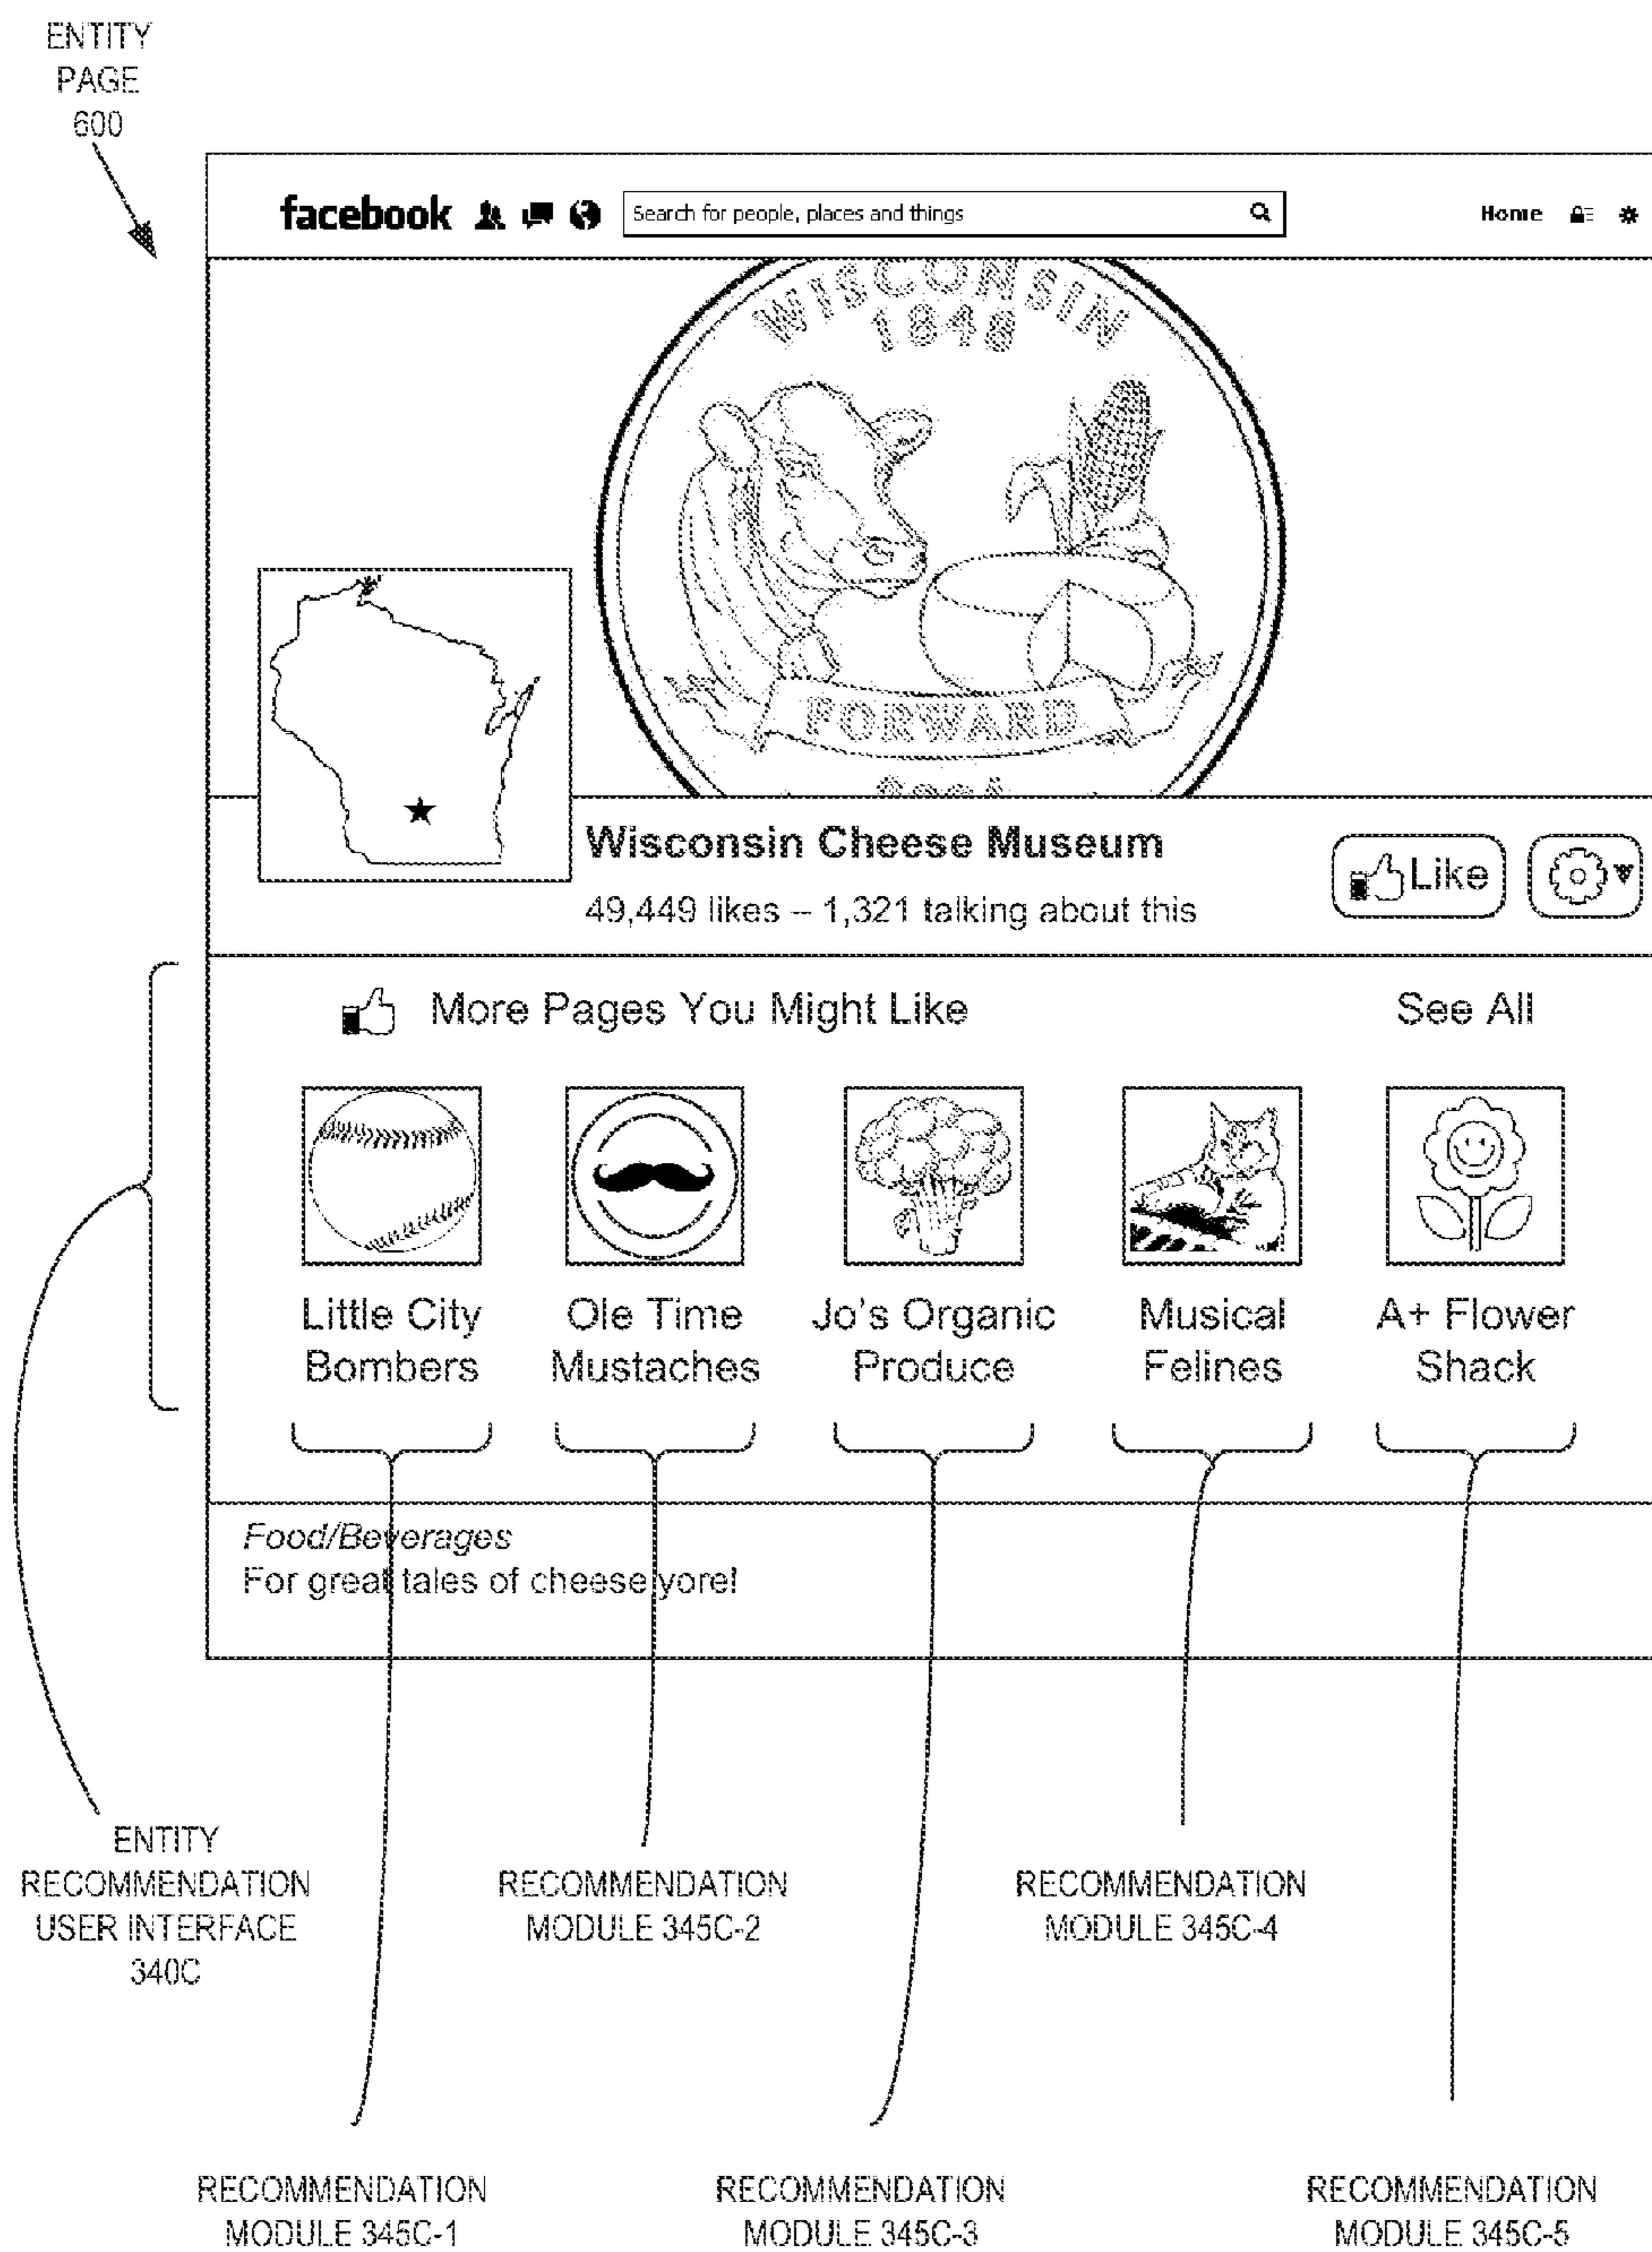 ENTITY
PAGE
600
facebook Search for people, places and things Home
WISCONSIN
1848
FORWARD
Wisconsin Cheese Museum
Like
49,449 likes – 1,321 talking about this
More Pages You Might Like See All
Little City Ole Time Jo's Organic Musical A+ Flower
Bombers Mustaches Produce Felines Shack
Food/Beverages
For great tales of cheese yore!
ENTITY
RECOMMENDATION
USER INTERFACE
340C
RECOMMENDATION
MODULE 345C-2
RECOMMENDATION
MODULE 345C-4
RECOMMENDATION
MODULE 345C-1
RECOMMENDATION
MODULE 345C-3
RECOMMENDATION
MODULE 345C-5